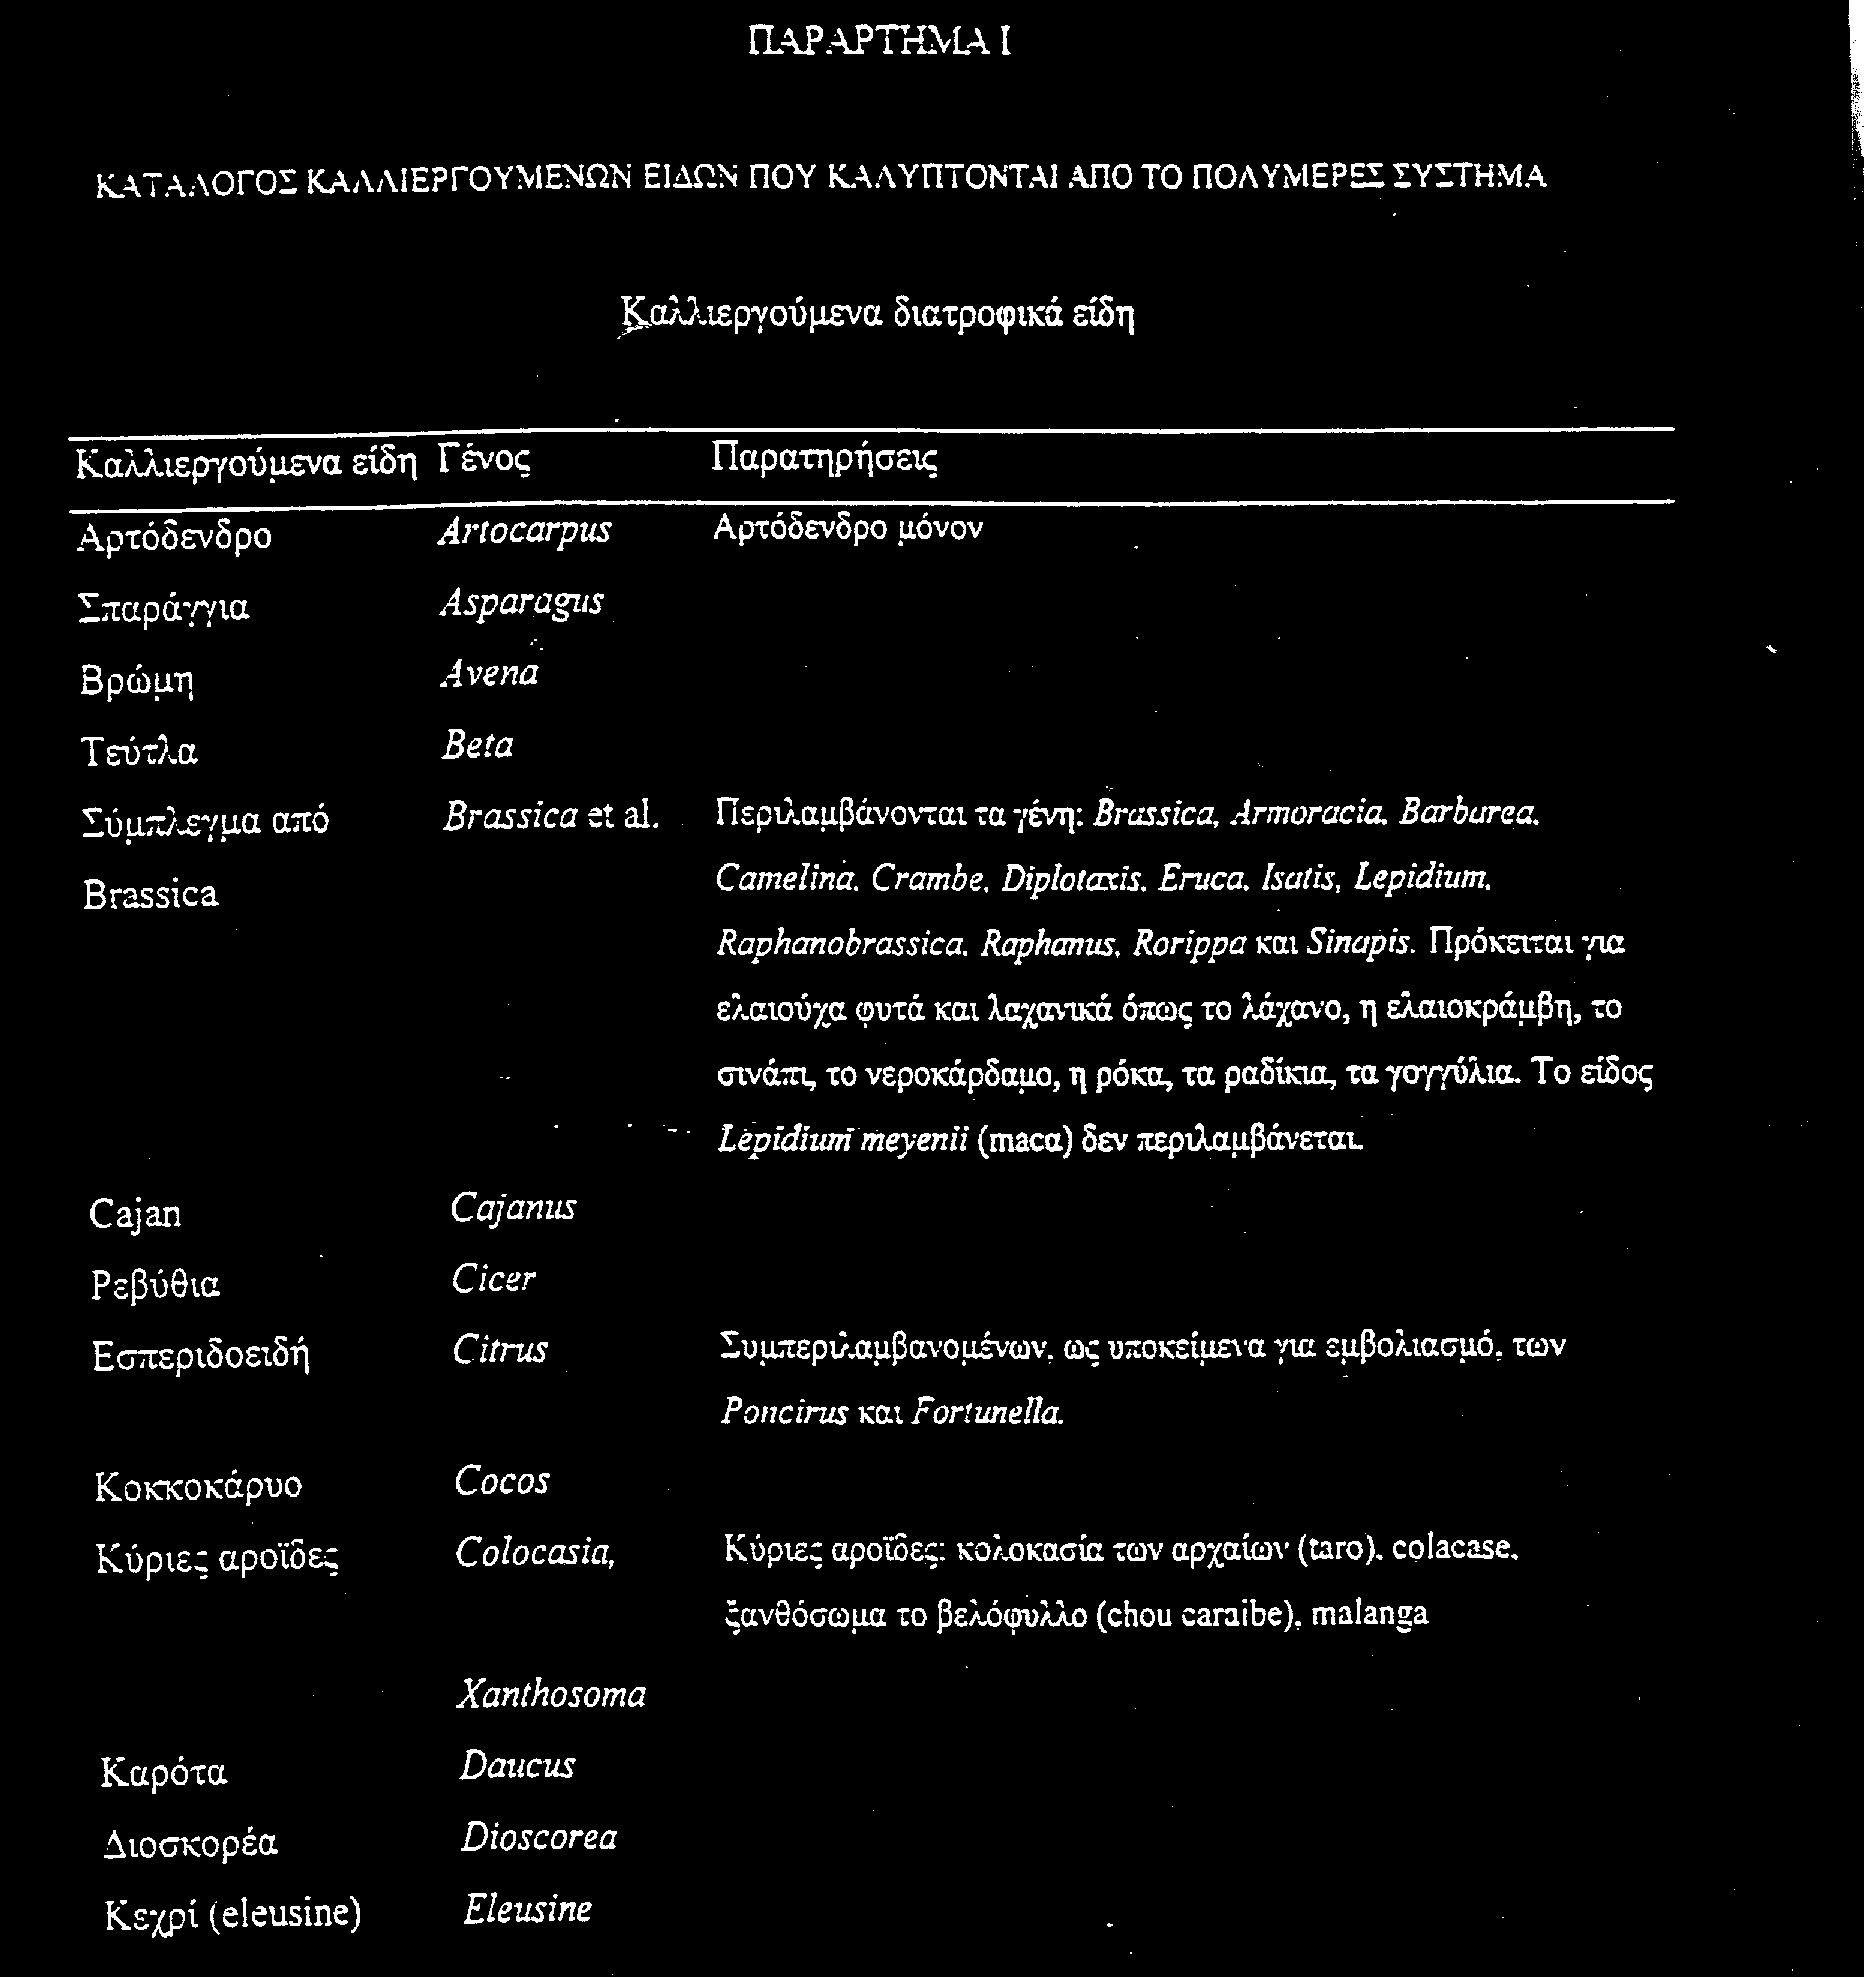 ΠΑΡΑΡΤΗΜΑ Ι
ΚΑΤΑΛΟΓΟΣ ΚΑΛΛΙΕΡΓΟΥΜΕΝΩΝ ΕΙΔΩΝ ΠΟΥ ΚΑΛΥΠΤΟΝΤΑΙ ΑΠΟ ΤΟ ΠΟΛΥΜΕΡΕΣ ΣΥΣΤΗΜΑ
Καλλιεργούμενα διατροφικά είδη
Καλλιεργούμενα είδη Γένος Παρατηρήσεις
Αρτόδενδρο Artocarpus Αρτόδενδρο μόνον
Σπαράγγια Asparagus
Βρώμη Avena
Τεύτλα Beta
Σύμπλεγμα από Brassica et al. Περιλαμβάνονται τα γένη: Brassica, Armoracia, Barburea,
Camelina, Crambe, Diplotaxis, Eruca, Isatis, Lepidium,
Brassica
Raphanobrassica, Raphanus, Rorippa και Sinapis. Πρόκειται για
ελαιούχα φυτά και λαχανικά όπως το λάχανο, η ελαιοκράμβη, το
σινάπι, το νεροκάρδαμο, η ρόκα, τα ραδίκια, τα γογγύλια. Το είδος
Lepidium meyenii (maca) δεν περιλαμβάνεται.
Cajan Cajanus
Ρεβύθια Cicer
Εσπεριδοειδή Citrus Συμπεριλαμβανομένων, ως υποκείμενα για εμβολιασμό, των
Poncirus και Fortunella.
Κοκκοκάρυο Cocos
Κύριες αροΐδες Colocasia, Κύριες αροΐδες: κολοκασία των αρχαίων (taro), colacase,
ξανθόσωμα το βελόφυλλο (chou caraibe), malanga
Xanthosoma
Καρότα Daucus
Διοσκορέα Dioscorea
Κεχρί (eleusine) Eleusine